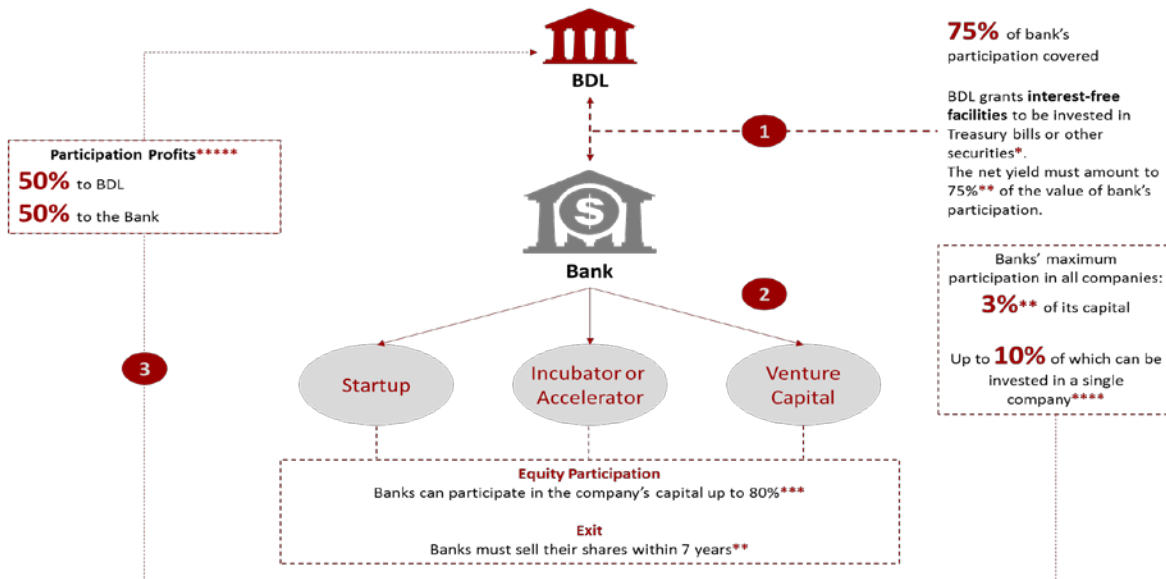 BDL
75% of bank's
participation covered
BDL grants interest-free
facilities to be invested in
Treasury bills or other
securities*.
The net yield must amount to
75%** of the value of bank's
participation.
1
Participation Profits*****
50% to BDL
50% to the Bank
$
Bank
2
Banks' maximum
participation in all companies:
3%** of its capital
Up to 10% of which can be
invested in a single
company****
3
Startup
Incubator or
Accelerator
Venture
Capital
Equity Participation
Banks can participate in the company's capital up to 80%***
Exit
Banks must sell their shares within 7 years**